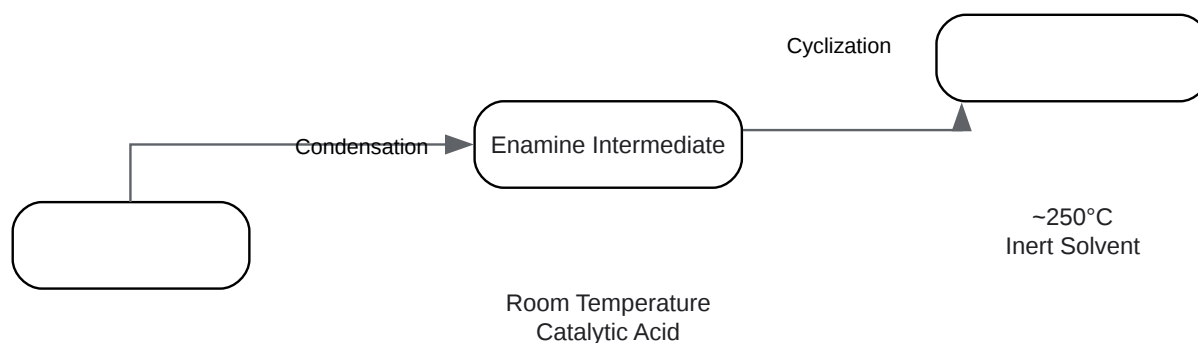 Cyclization
Condensation
Enamine Intermediate
~250°C
Inert Solvent
Room Temperature
Catalytic Acid